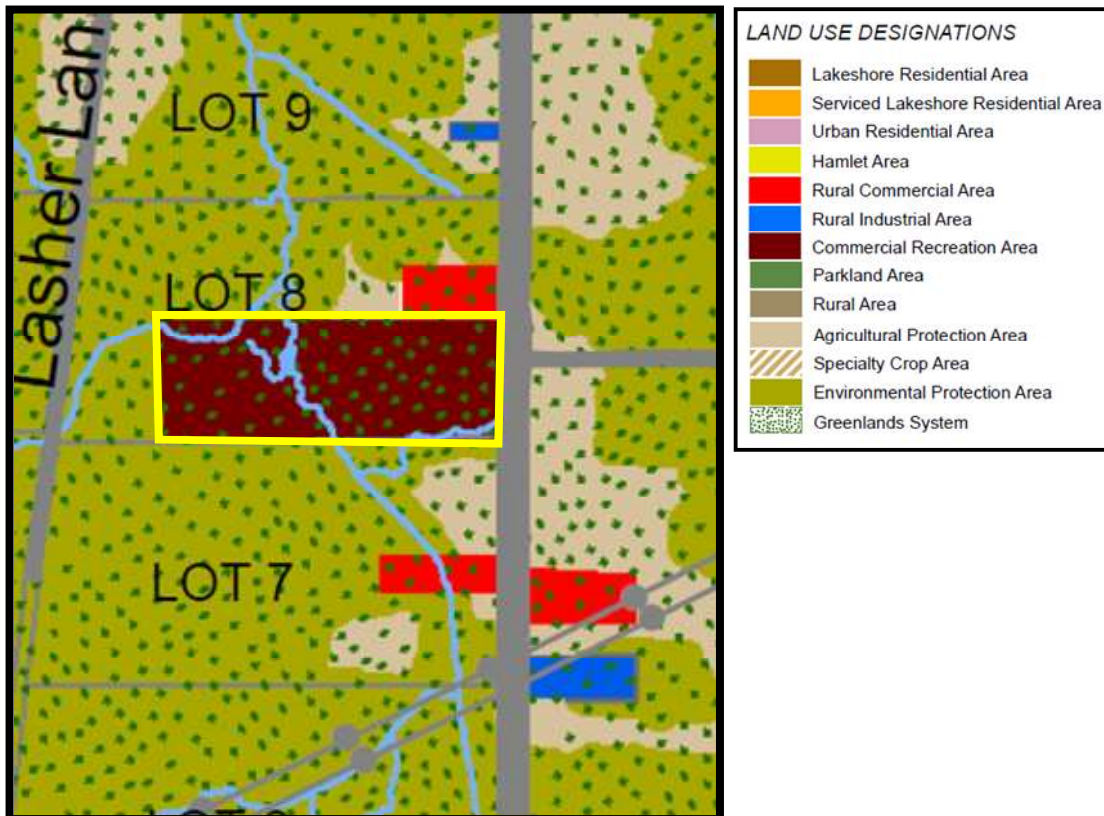 LOT 9
Lasher Lan
LOT 8
LOT 7
LAND USE DESIGNATIONS
Lakeshore Residential Area
Serviced Lakeshore Residential Area
Urban Residential Area
Hamlet Area
Rural Commercial Area
Rural Industrial Area
Commercial Recreation Area
Parkland Area
Rural Area
Agricultural Protection Area
Specialty Crop Area
Environmental Protection Area
Greenlands System